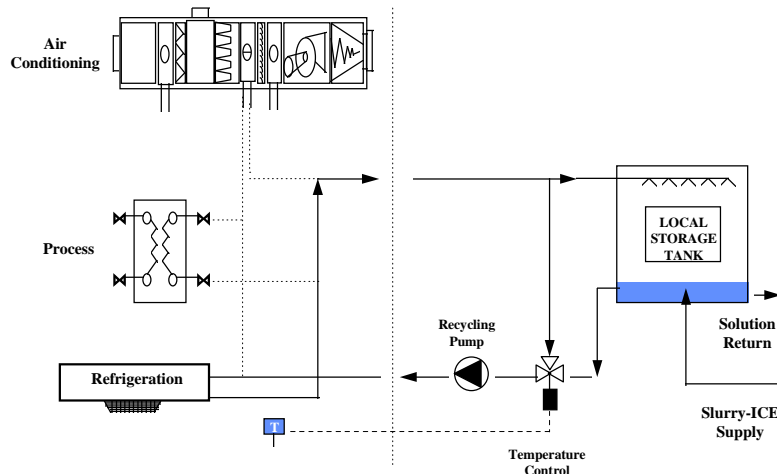 Air
Conditioning
LOCAL
STORAGE
TANK
Process
Recycling
Pump
Solution
Return
Refrigeration
Slurry-ICE
Supply
T
Temperature
Control